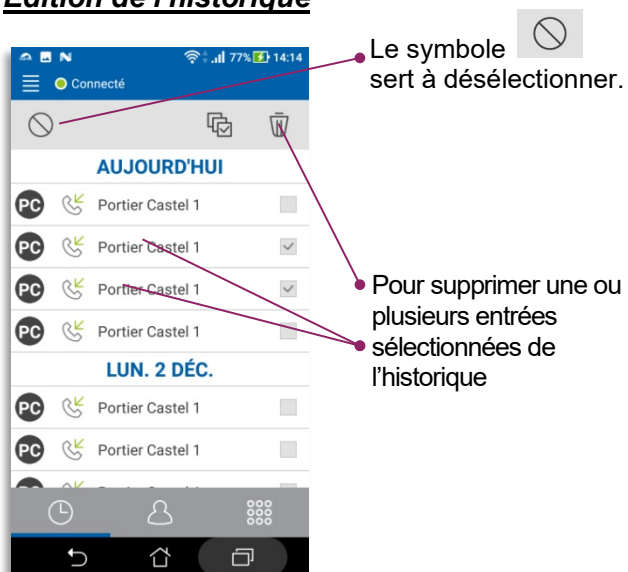 Edition de l'historique
77% 14:14
Connecté
Le symbole
sert à désélectionner.
AUJOURD'HUI
PC Portier Castel 1
PC Portier Castel 1
PC Portier Castel 1
PC Portier Castel 1
LUN. 2 DÉC.
PC Portier Castel 1
PC Portier Castel 1
Pour supprimer une ou
plusieurs entrées
sélectionnées de
l’historique